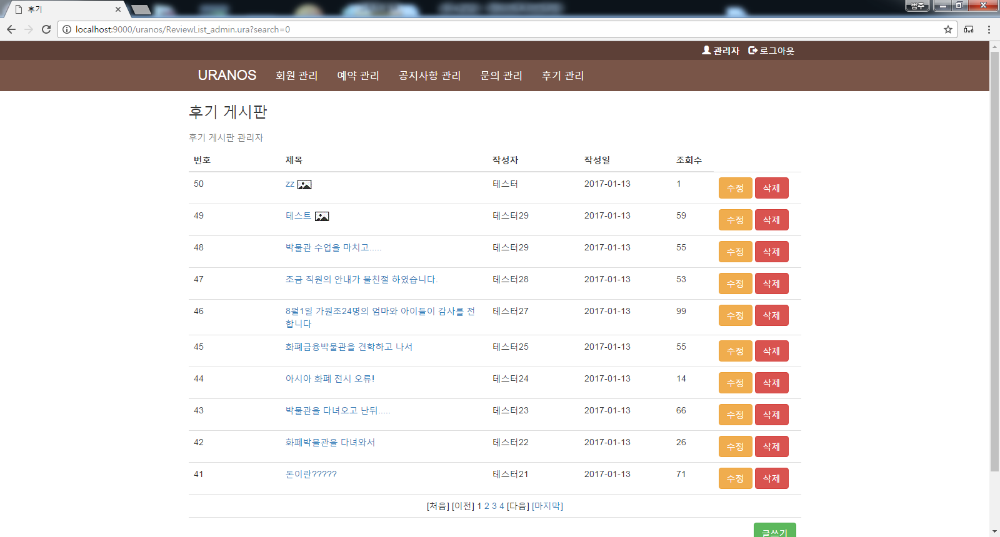 후기
범주
localhost:9000/uranos/ReviewList_admin.ura?search=0
관리자 로그아웃
URANOS 회원 관리 예약 관리 공지사항 관리 문의 관리 후기 관리
후기 게시판
후기 게시판 관리자
번호 제목 작성자 작성일 조회수
50 zz 테스터 2017-01-13 1 수정 삭제
49 테스트 테스터29 2017-01-13 59 수정 삭제
48 박물관 수업을 마치고..... 테스터29 2017-01-13 55 수정 삭제
47 조금 직원의 안내가 불친절 하였습니다. 테스터28 2017-01-13 53 수정 삭제
46 8월1일 가원초24명의 엄마와 아이들이 감사를 전 테스터27 2017-01-13 99 수정 삭제
합니다
45 화폐금융박물관을 견학하고 나서 테스터25 2017-01-13 55 수정 삭제
44 아시아 화폐 전시 오류! 테스터24 2017-01-13 14 수정 삭제
43 박물관을 다녀오고 난뒤..... 테스터23 2017-01-13 66 수정 삭제
42 화폐박물관을 다녀와서 테스터22 2017-01-13 26 수정 삭제
41 돈이란????? 테스터21 2017-01-13 71 수정 삭제
[처음] [이전] 1 2 3 4 [다음] [마지막]
글쓰기